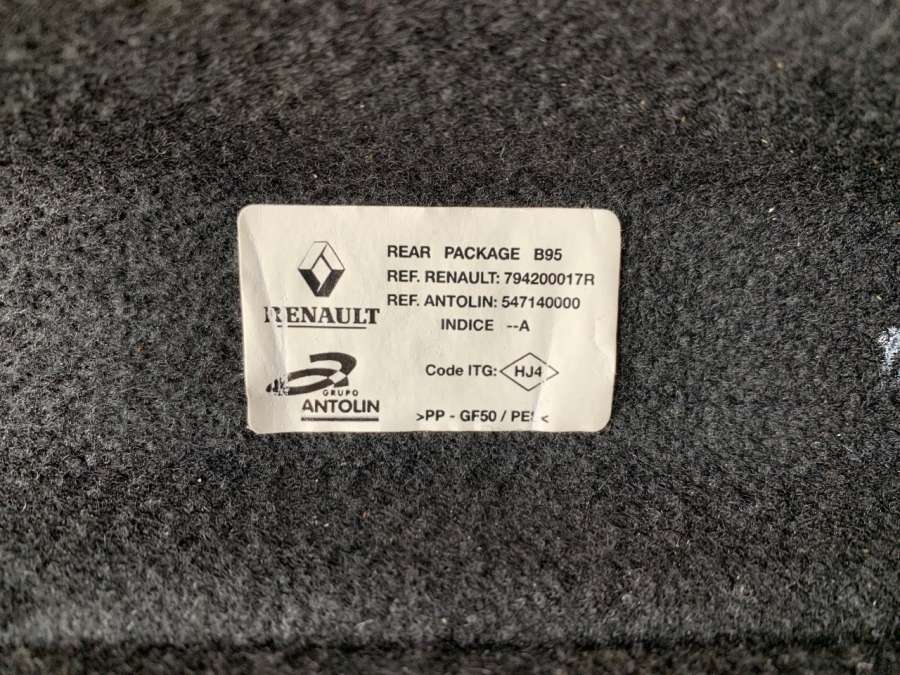 REAR PACKAGE B95
REF. RENAULT: 794200017R
REF. ANTOLIN: 547140000
INDICE --A
RENAULT
Code ITG: HJ4
GRUPO
ANTOLIN
>PP - GF50 / PES<